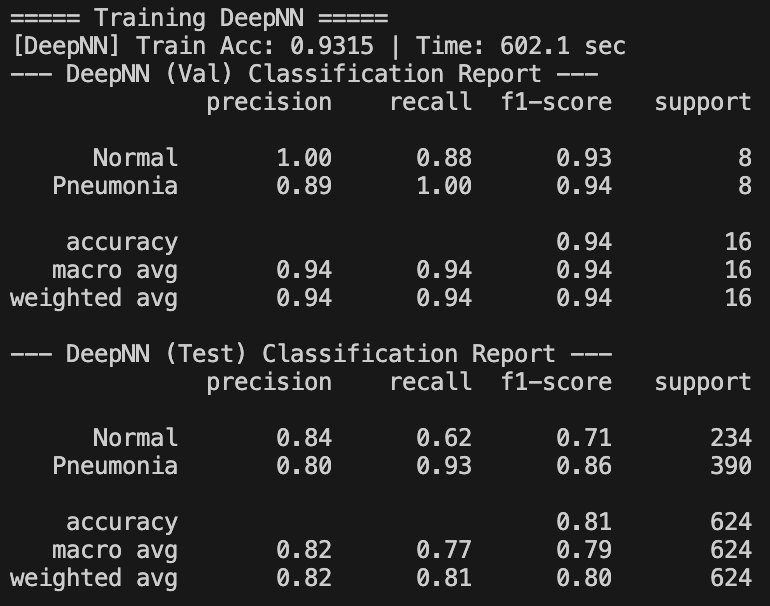 ===== Training DeepNN =====
[DeepNN] Train Acc: 0.9315 | Time: 602.1 sec
--- DeepNN (Val) Classification Report ---
              precision    recall  f1-score   support

      Normal       1.00      0.88      0.93         8
   Pneumonia       0.89      1.00      0.94         8

    accuracy                           0.94        16
   macro avg       0.94      0.94      0.94        16
weighted avg       0.94      0.94      0.94        16

--- DeepNN (Test) Classification Report ---
              precision    recall  f1-score   support

      Normal       0.84      0.62      0.71       234
   Pneumonia       0.80      0.93      0.86       390

    accuracy                           0.81       624
   macro avg       0.82      0.77      0.79       624
weighted avg       0.82      0.81      0.80       624